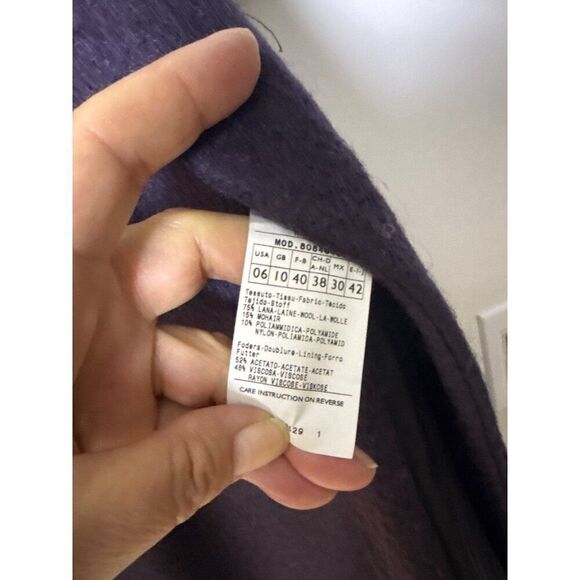 MOD.
USA GB F-B CH-D A-NL MX E-I-J
06 10 40 38 30 42
Tessuto-Tissu-Fabric-Tecido
Tejido-Stoff
75% LANA-LAINE-WOOL-LA-WOLLE
15% MOHAIR
10% POLIAMMIDICA-POLYAMIDE
NYLON-POLIAMIDA-POLYAMID
Fodera-Doublure-Lining-Forro
Futter
52% ACETATO-ACETATE-ACETAT
48% VISCOSA-VISCOSE
RAYON VISCOSE-VISKOSE
CARE INSTRUCTION ON REVERSE
1